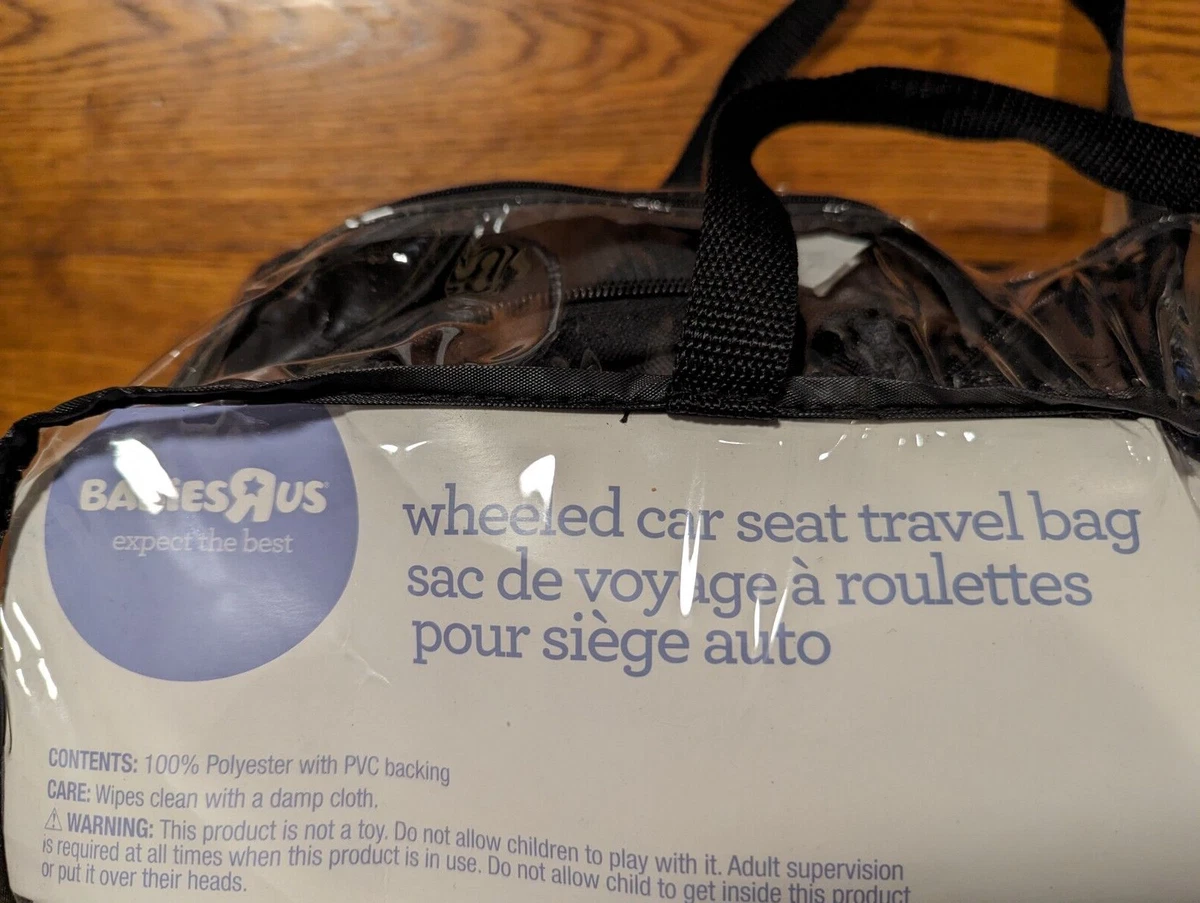 BABIESRUS
expect the best
wheeled car seat travel bag
sac de voyage à roulettes
pour siège auto
CONTENTS: 100% Polyester with PVC backing
CARE: Wipes clean with a damp cloth.
⚠ WARNING: This product is not a toy. Do not allow children to play with it. Adult supervision
is required at all times when this product is in use. Do not allow child to get inside this product
or put it over their heads.